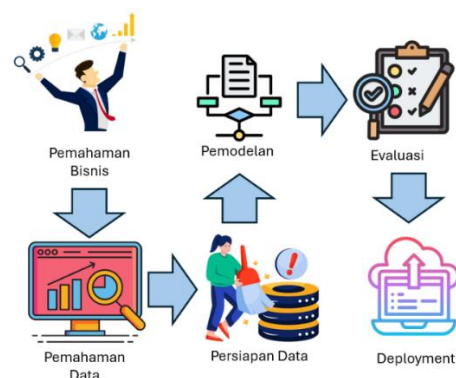 Pemahaman
Bisnis
Pemahaman
Data
Persiapan Data
Pemodelan
Evaluasi
Deployment